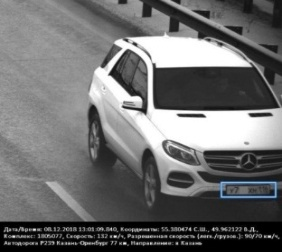 Дата/Время: 08.12.2018 13:01:09.840, Координаты: 55.380474 С.Ш., 49.962122 В.Д.,
Комплекс: 1805077, Скорость: 132 км/ч, Разрешенная скорость (легк./грузов.): 90/70 км/ч,
Автодорога Р239 Казань-Оренбург 77 км, Направление: в Казань